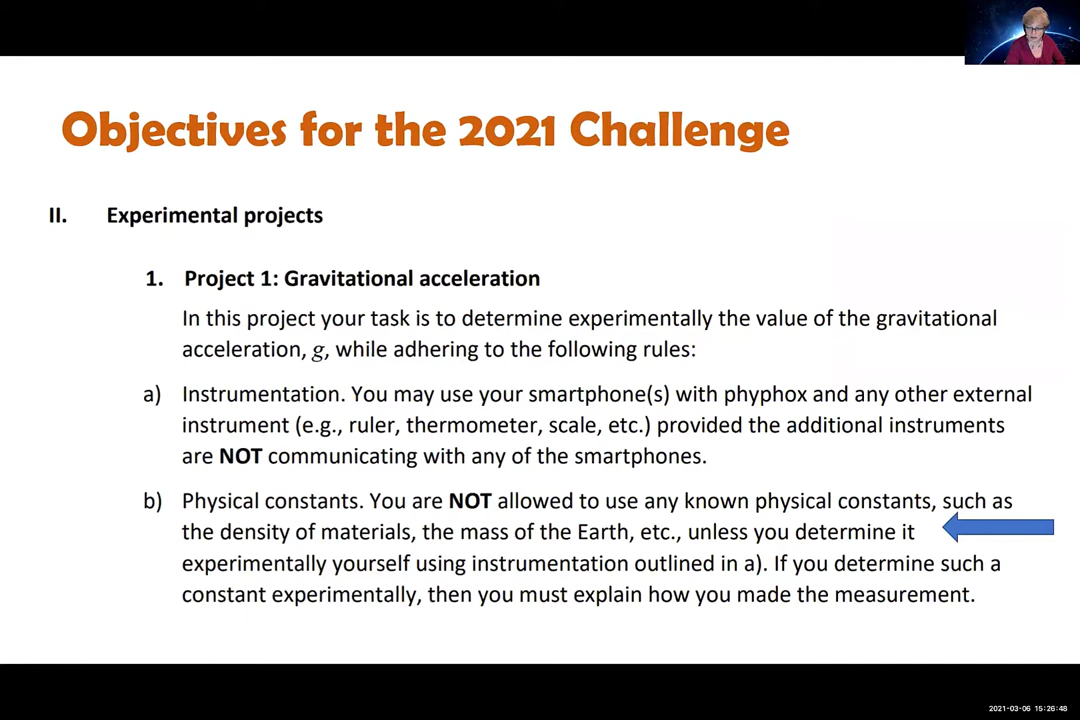 Objectives for the 2021 Challenge
II. Experimental projects
1. Project 1: Gravitational acceleration
In this project your task is to determine experimentally the value of the gravitational
acceleration, g, while adhering to the following rules:
a) Instrumentation. You may use your smartphone(s) with phyphox and any other external
instrument (e.g., ruler, thermometer, scale, etc.) provided the additional instruments
are NOT communicating with any of the smartphones.
b) Physical constants. You are NOT allowed to use any known physical constants, such as
the density of materials, the mass of the Earth, etc., unless you determine it
experimentally yourself using instrumentation outlined in a). If you determine such a
constant experimentally, then you must explain how you made the measurement.
2021-03-06 15:26:48